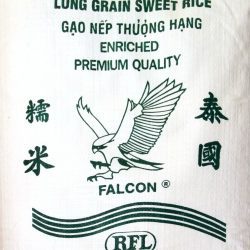 LONG GRAIN SWEET RICE
GẠO NẾP THƯỢNG HẠNG
ENRICHED
PREMIUM QUALITY
糯米
泰國
FALCON ®
RFL